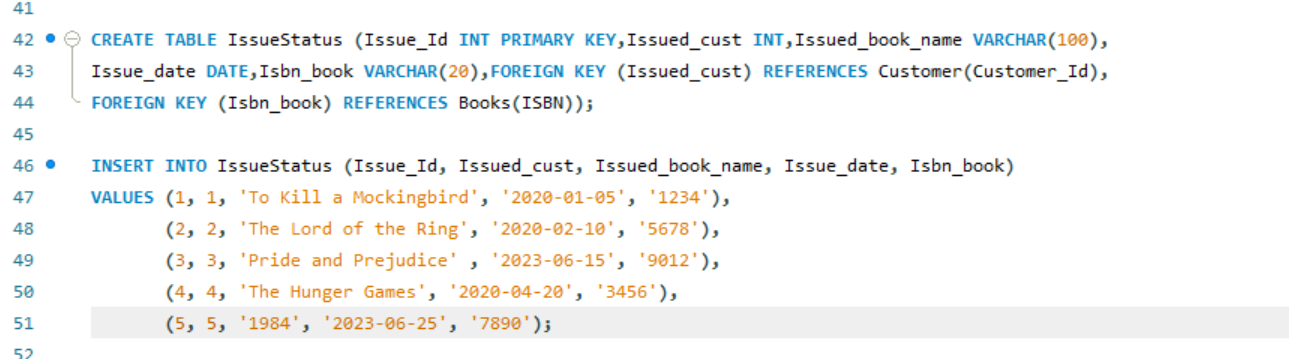 41
42 CREATE TABLE IssueStatus (Issue_Id INT PRIMARY KEY,Issued_cust INT,Issued_book_name VARCHAR(100),
43 Issue_date DATE,Isbn_book VARCHAR(20),FOREIGN KEY (Issued_cust) REFERENCES Customer(Customer_Id),
44 FOREIGN KEY (Isbn_book) REFERENCES Books(ISBN));
45
46 INSERT INTO IssueStatus (Issue_Id, Issued_cust, Issued_book_name, Issue_date, Isbn_book)
47 VALUES (1, 1, 'To Kill a Mockingbird', '2020-01-05', '1234'),
48 (2, 2, 'The Lord of the Ring', '2020-02-10', '5678'),
49 (3, 3, 'Pride and Prejudice' , '2023-06-15', '9012'),
50 (4, 4, 'The Hunger Games', '2020-04-20', '3456'),
51 (5, 5, '1984', '2023-06-25', '7890');
52